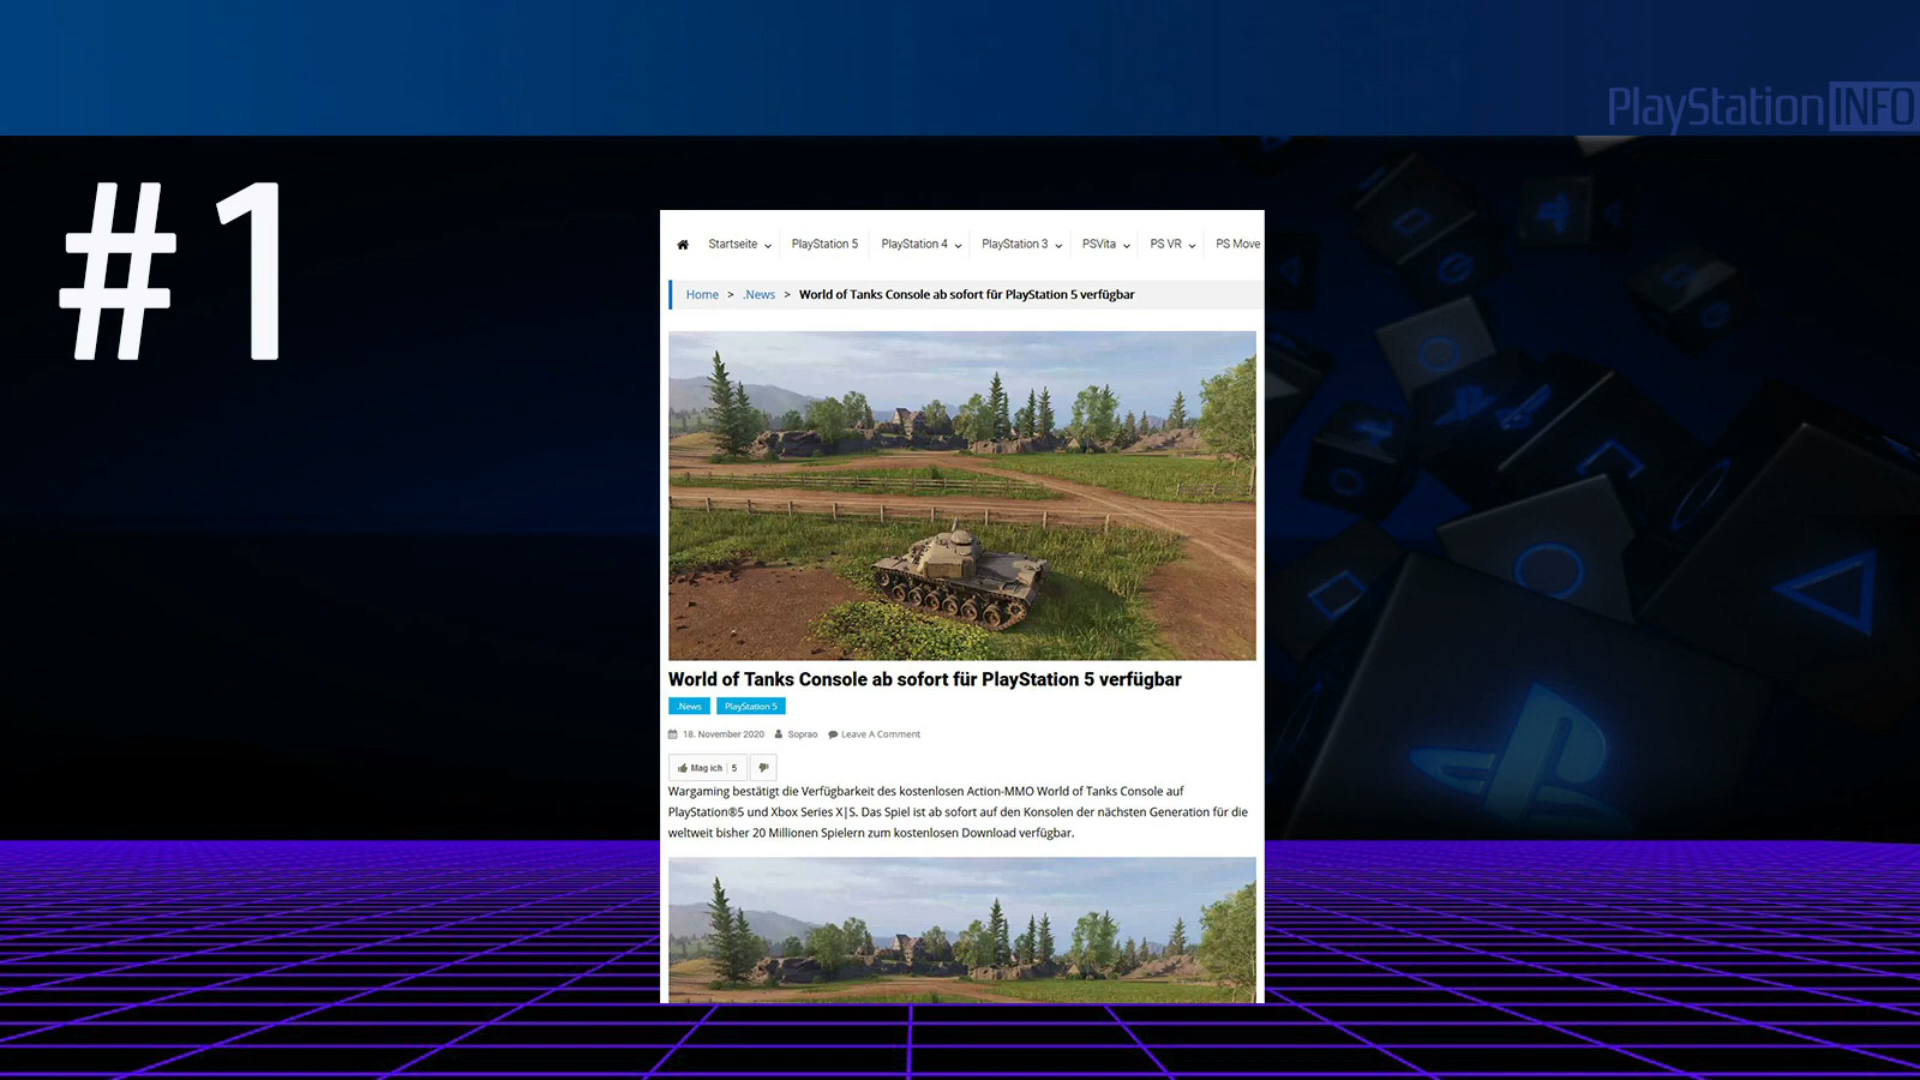 PlayStation INFO
#1
Startseite PlayStation 5 PlayStation 4 PlayStation 3 PSVita PS VR PS Move
Home > .News > World of Tanks Console ab sofort für PlayStation 5 verfügbar
World of Tanks Console ab sofort für PlayStation 5 verfügbar
.News PlayStation 5
18. November 2020 Soprao Leave A Comment
Mag ich 5
Wargaming bestätigt die Verfügbarkeit des kostenlosen Action-MMO World of Tanks Console auf
PlayStation®5 und Xbox Series X|S. Das Spiel ist ab sofort auf den Konsolen der nächsten Generation für die
weltweit bisher 20 Millionen Spielern zum kostenlosen Download verfügbar.